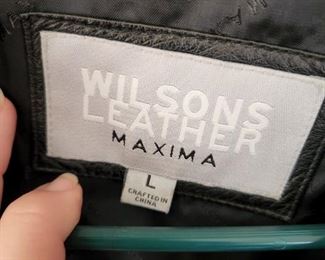 WILSONS
LEATHER
MAXIMA
L
CRAFTED IN
CHINA